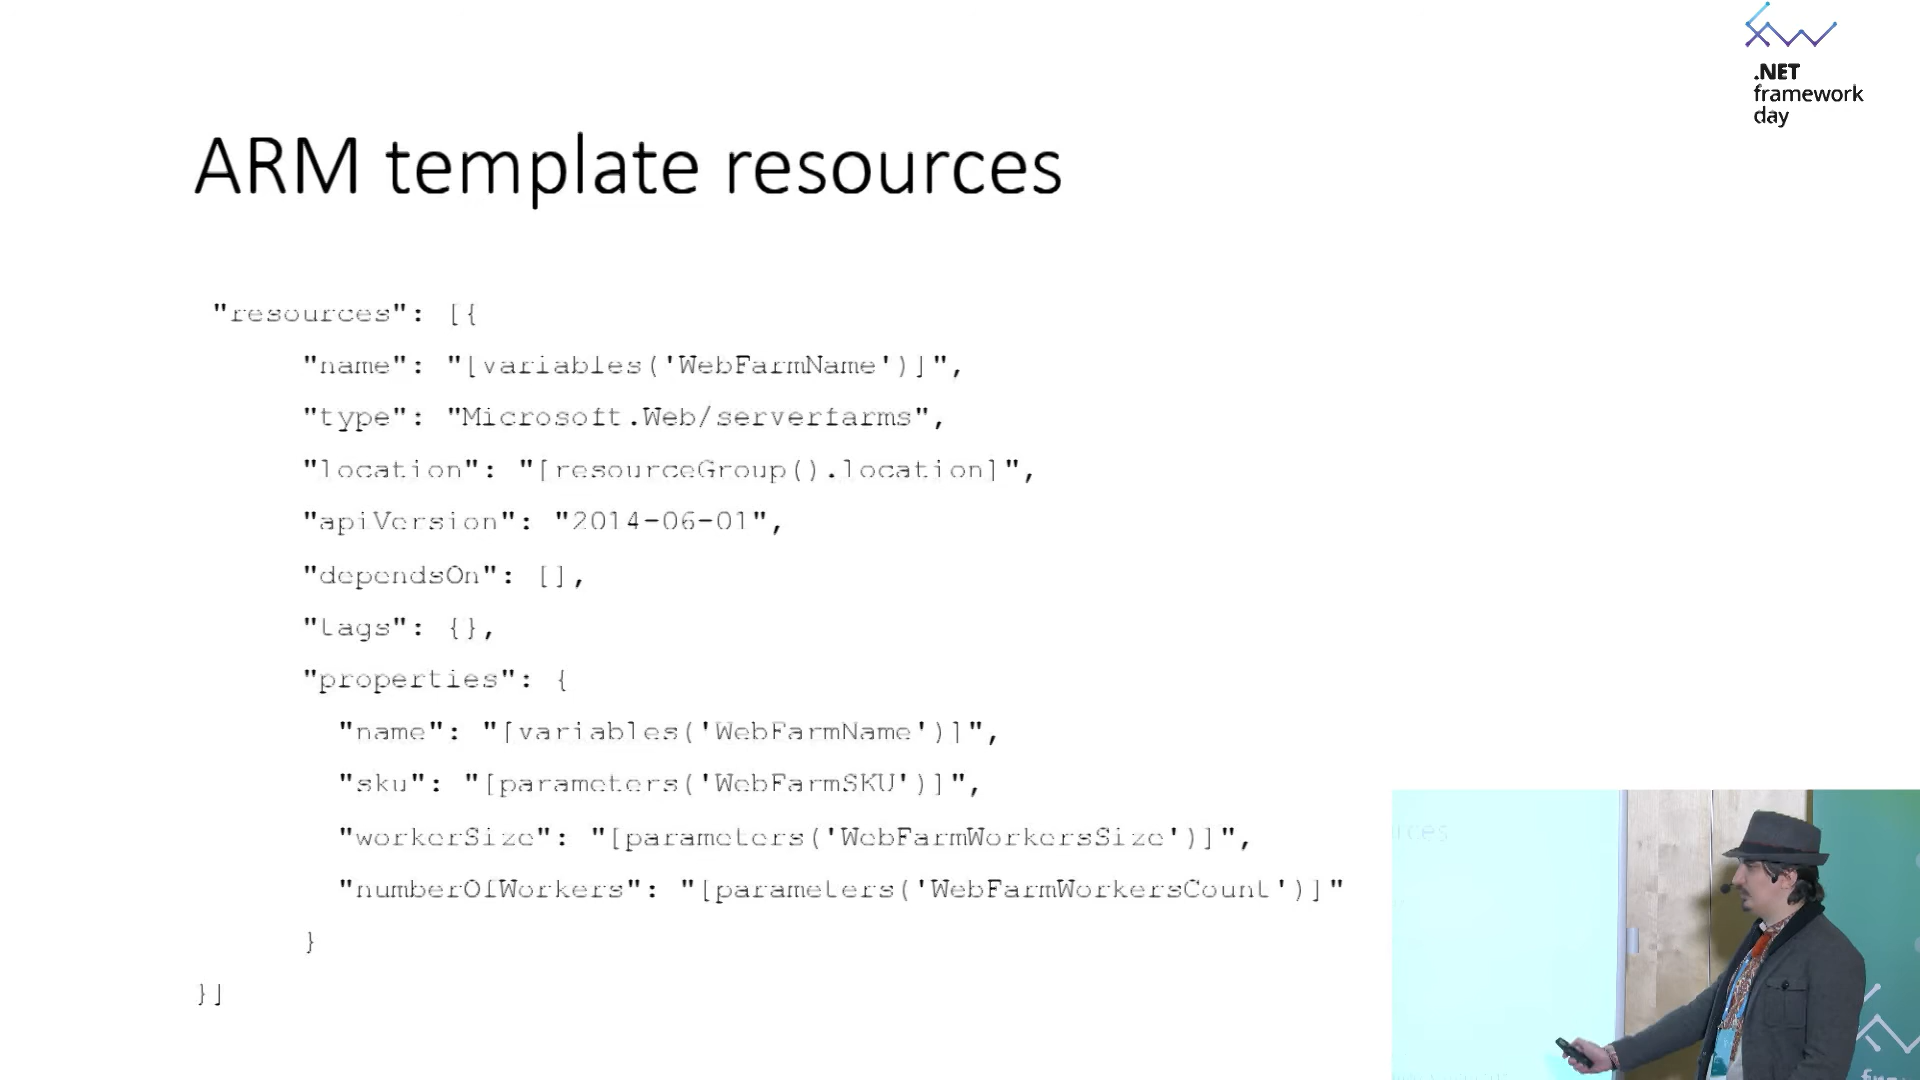 .NET
framework
day
ARM template resources
"resources": [{
"name": "[variables('WebFarmName')]",
"type": "Microsoft.Web/serverfarms",
"location": "[resourceGroup().location]",
"apiVersion": "2014-06-01",
"dependsOn": [],
"tags": {},
"properties": {
"name": "[variables('WebFarmName')]",
"sku": "[parameters('WebFarmSKU')]",
"workerSize": "[parameters('WebFarmWorkersSize')]",
"numberOfWorkers": "[parameters('WebFarmWorkersCount')]"
}
}]